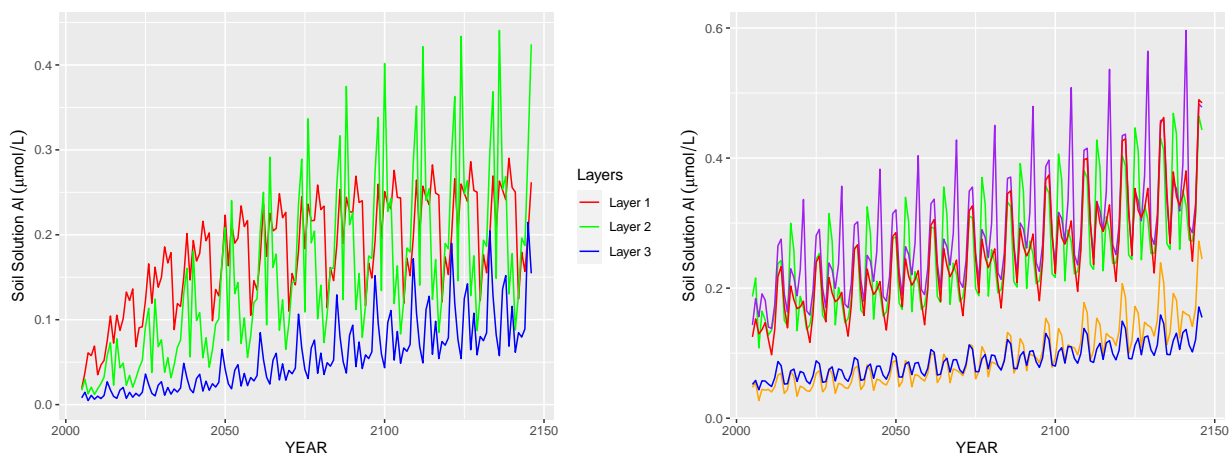 Soil Solution Al (μmol/L)
0.4
0.3
0.2
0.1
0.0
2000
2050
2100
2150
YEAR
Layers
Layer 1
Layer 2
Layer 3
Soil Solution Al (μmol/L)
0.6
0.4
0.2
0.0
2000
2050
2100
2150
YEAR